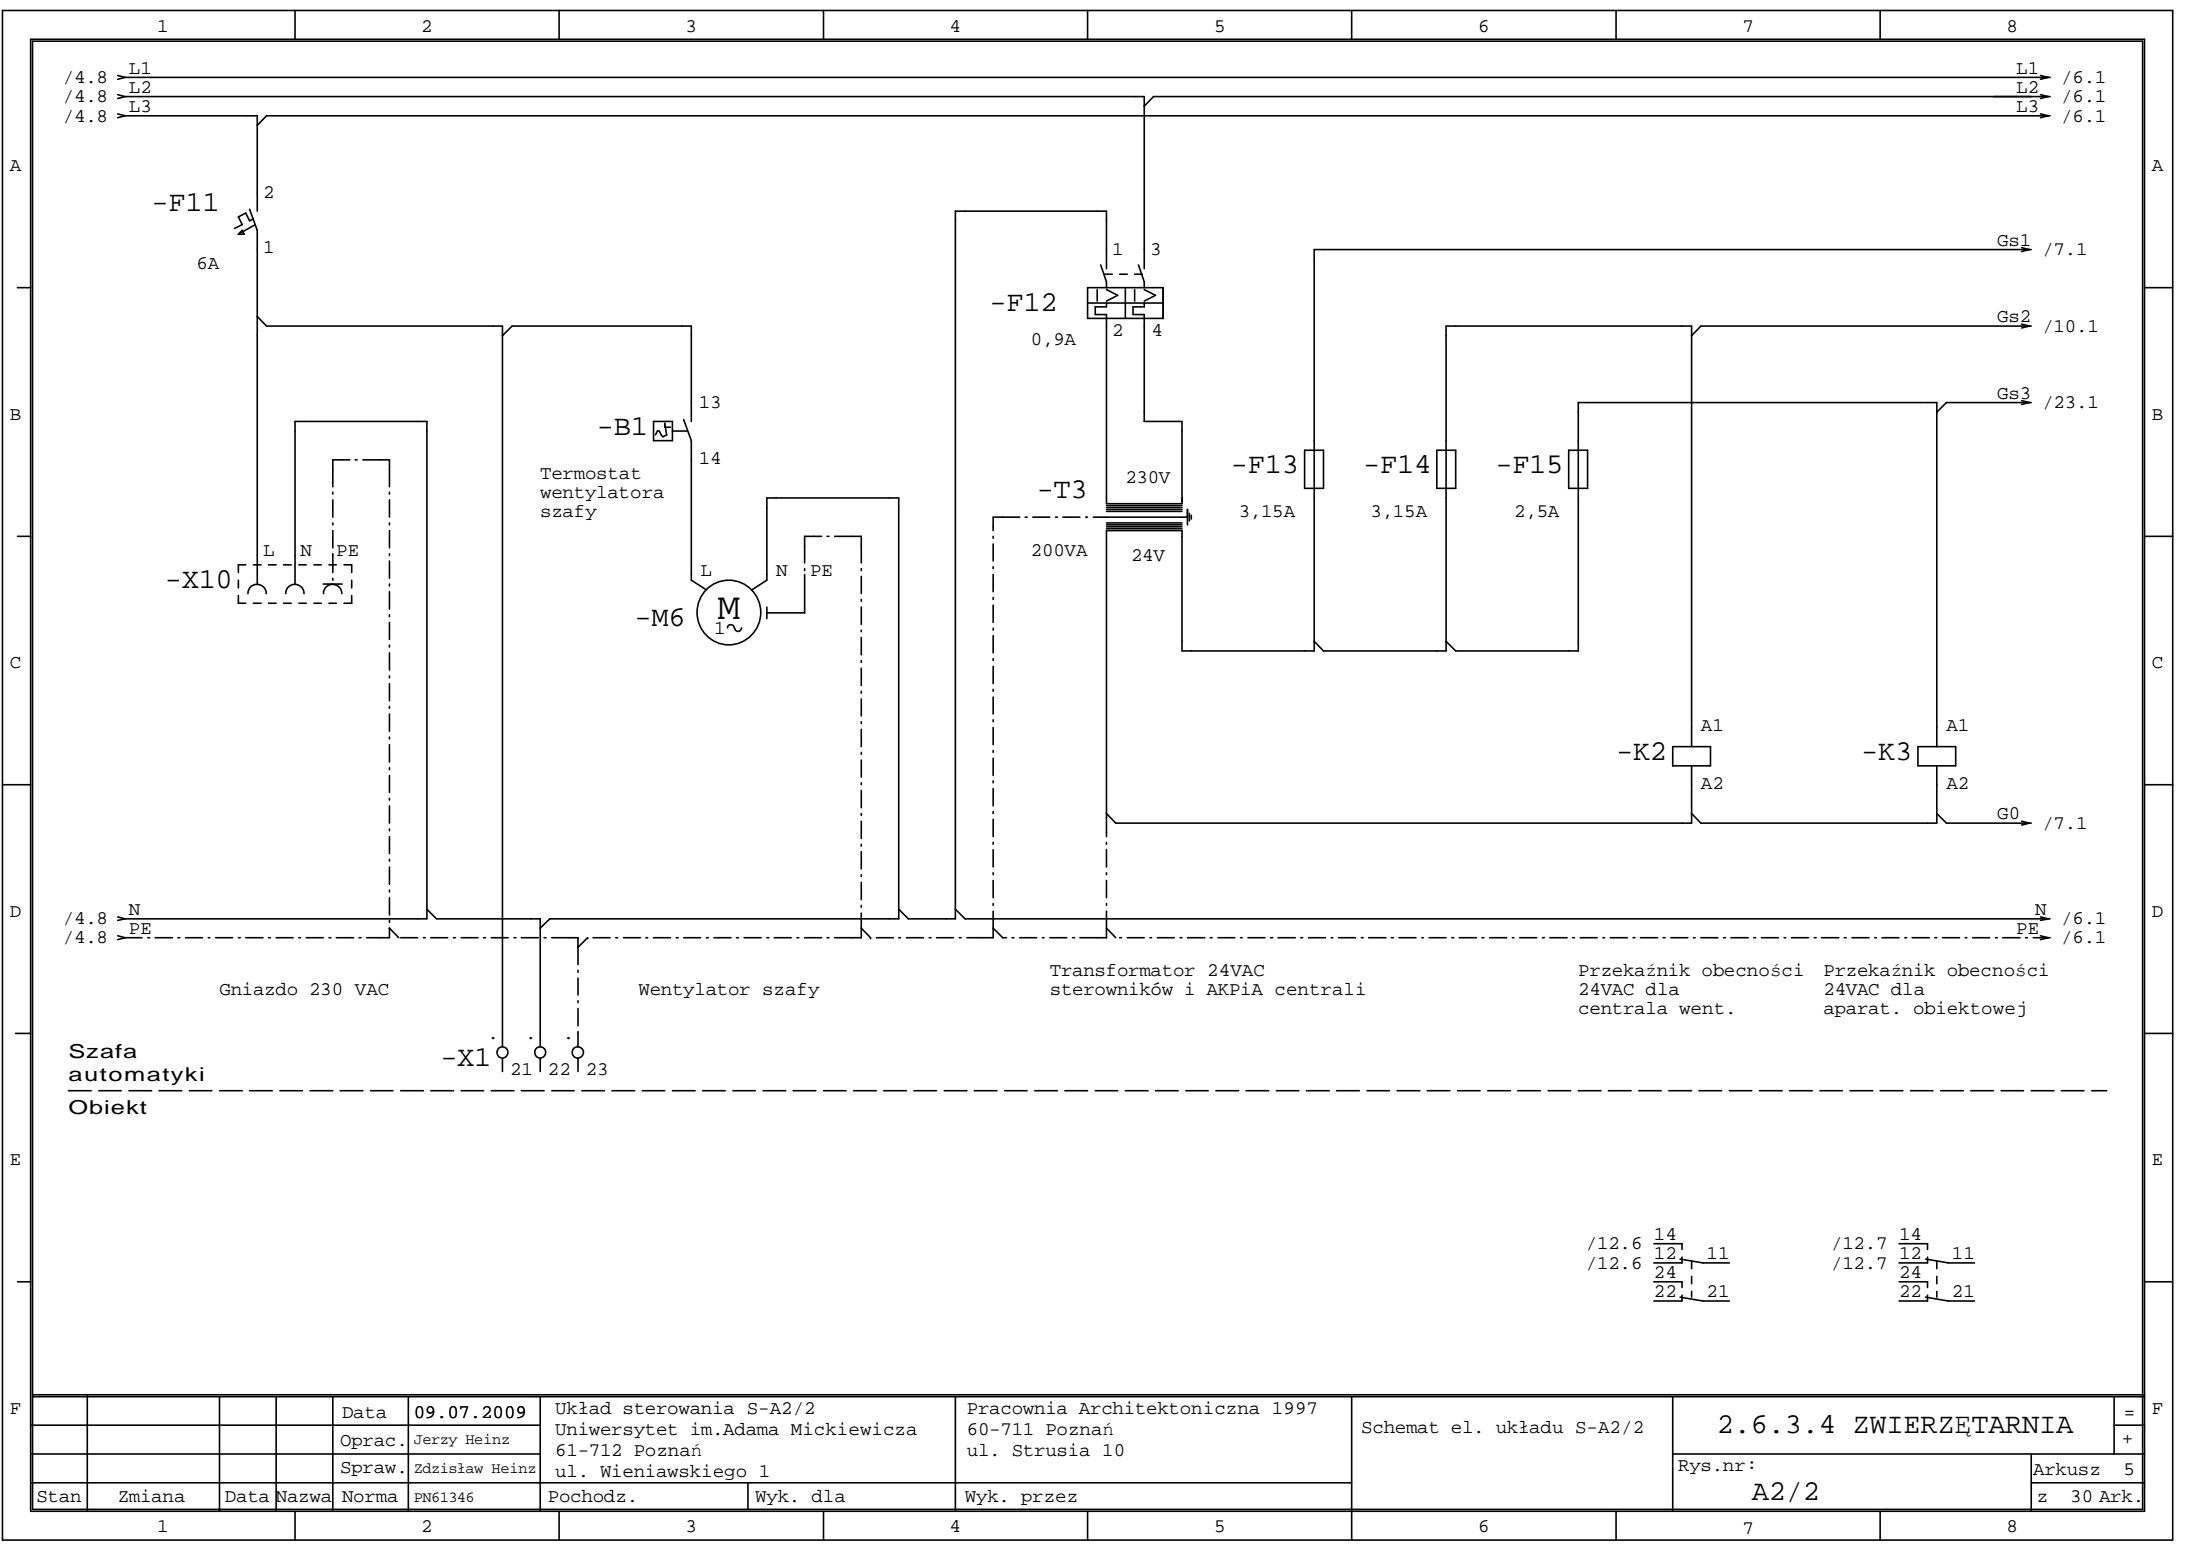 1 2 3 4 5 6 7 8
/4.8 L1 L1 /6.1
/4.8 L2 L2 /6.1
/4.8 L3 L3 /6.1
A A
2
-F11
1
6A
1 3
Gs1 /7.1
-F12
2 4
0,9A
Gs2 /10.1
Gs3 /23.1
B B
13
-B1
14
Termostat
wentylatora
szafy
230V
-T3
200VA
24V
-F13 -F14 -F15
3,15A 3,15A 2,5A
L N PE
-X10
L N PE
-M6
M
1~
C C
A1 A1
-K2 -K3
A2 A2
G0 /7.1
D D
/4.8 N N /6.1
/4.8 PE PE /6.1
Gniazdo 230 VAC
Wentylator szafy
Transformator 24VAC
sterowników i AKPiA centrali
Przekaźnik obecności
24VAC dla
centrala went.
Przekaźnik obecności
24VAC dla
aparat. obiektowej
-X1 21 22 23
Szafa
automatyki
Obiekt
E E
14 14
/12.6 12 11 /12.7 12 11
/12.6 24 /12.7 24
22 21 22 21
F F
Data 09.07.2009
Oprac. Jerzy Heinz
Spraw. Zdzisław Heinz
Stan Zmiana Data Nazwa Norma PN61346
Układ sterowania S-A2/2
Uniwersytet im.Adama Mickiewicza
61-712 Poznań
ul. Wieniawskiego 1
Pochodz. Wyk. dla
Pracownia Architektoniczna 1997
60-711 Poznań
ul. Strusia 10
Wyk. przez
Schemat el. układu S-A2/2
2.6.3.4 ZWIERZĘTARNIA
=
+
Rys.nr:
A2/2
Arkusz 5
z 30 Ark.
1 2 3 4 5 6 7 8